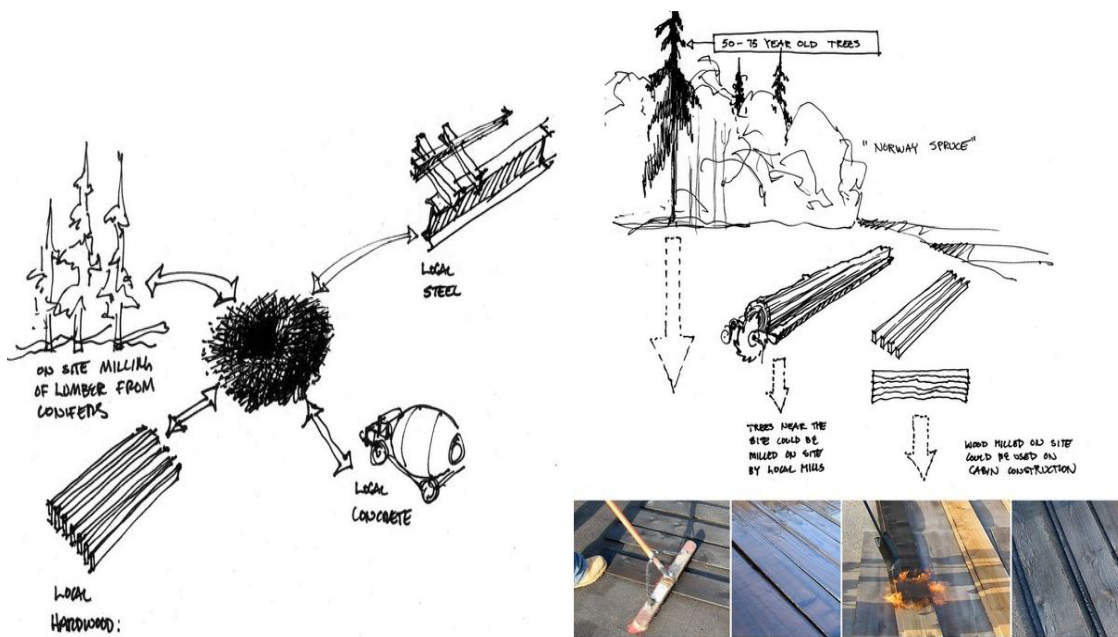 50-75 YEAR OLD TREES
"NORWAY SPRUCE"
LOCAL
STEEL
ON SITE MILLING
OF LUMBER FROM
CONIFERS
LOCAL
CONCRETE
LOCAL
HARDWOOD:
TREES NEAR THE
SITE COULD BE
MILLED ON SITE
BY LOCAL MILLS
WOOD MILLED ON SITE
COULD BE USED ON
CABIN CONSTRUCTION